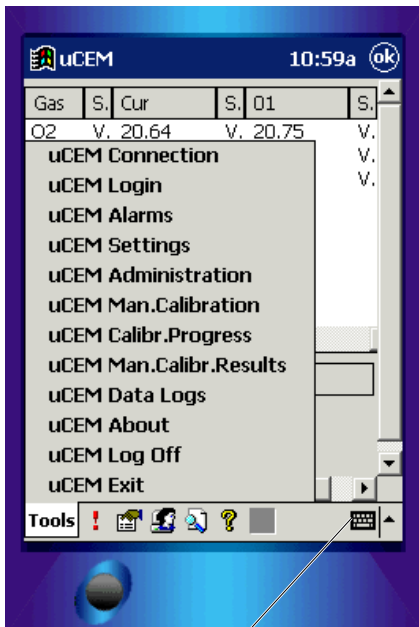 uCEM 10:59a ok
Gas S. Cur S. 01 S.
O2 V. 20.64 V. 20.75 V.
uCEM Connection V.
uCEM Login V.
uCEM Alarms
uCEM Settings
uCEM Administration
uCEM Man.Calibration
uCEM Calibr.Progress
uCEM Man.Calibr.Results
uCEM Data Logs
uCEM About
uCEM Log Off
uCEM Exit
Tools ! ?